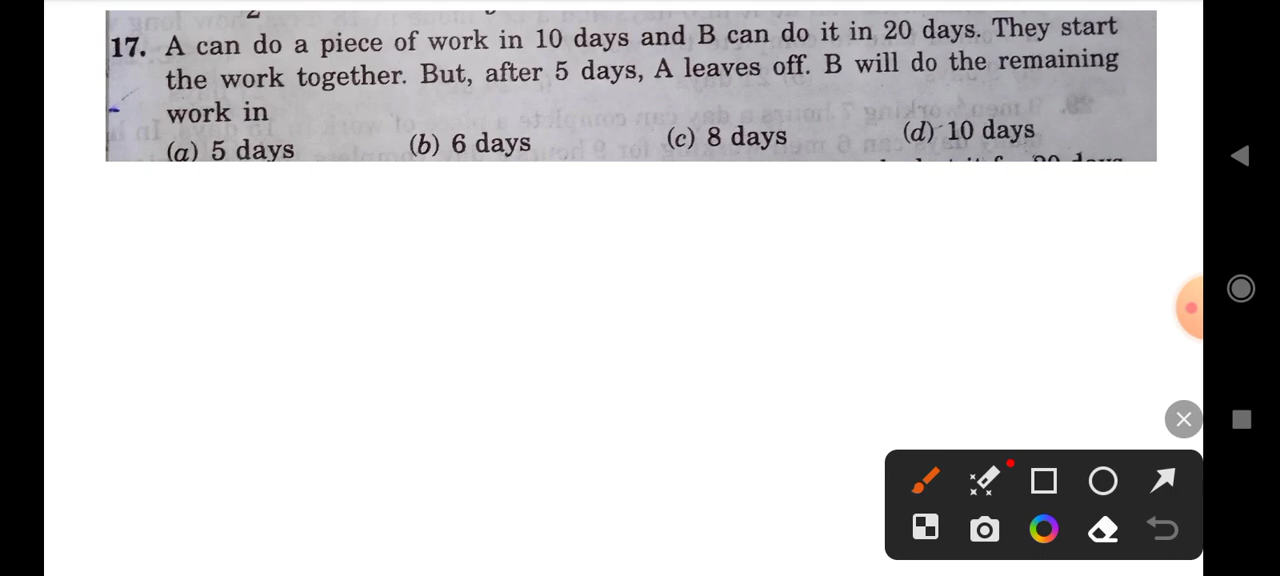 17. A can do a piece of work in 10 days and B can do it in 20 days. They start
the work together. But, after 5 days, A leaves off. B will do the remaining
work in
(a) 5 days (b) 6 days (c) 8 days (d) 10 days